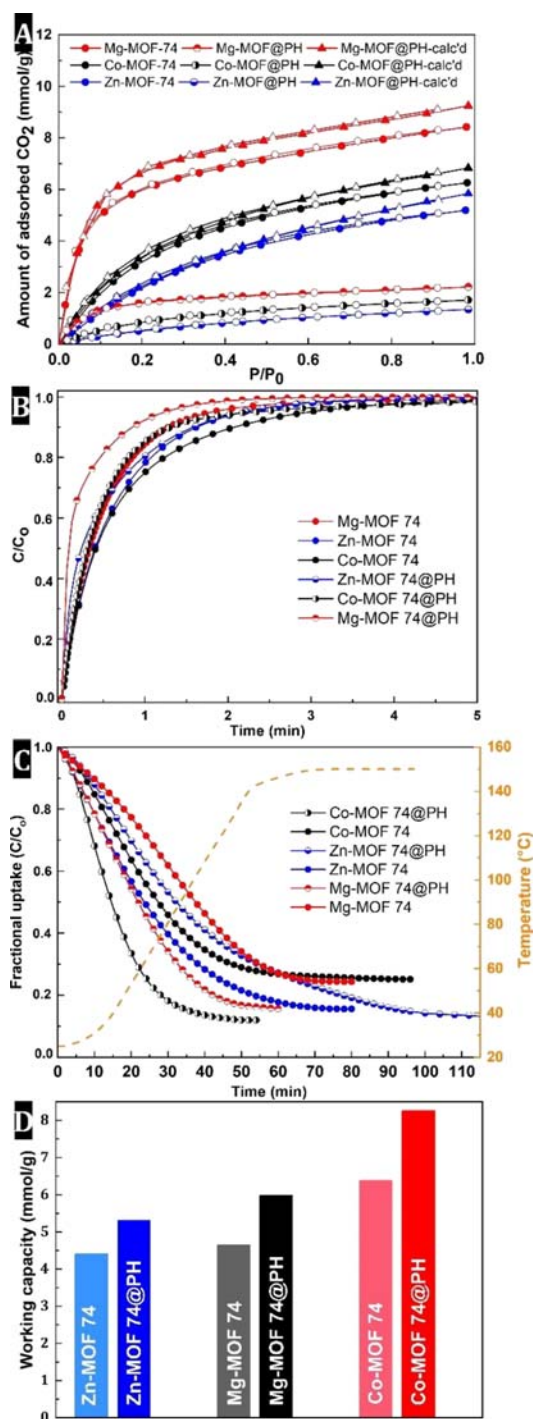 A
12
10
8
6
4
2
0
Amount of adsorbed CO2 (mmol/g)
Mg-MOF-74 Mg-MOF@PH Mg-MOF@PH-calc'd
Co-MOF-74 Co-MOF@PH Co-MOF@PH-calc'd
Zn-MOF-74 Zn-MOF@PH Zn-MOF@PH-calc'd
0.0 0.2 0.4 0.6 0.8 1.0
P/P0
B
1.0
0.8
0.6
0.4
0.2
0.0
C/Co
Mg-MOF 74
Zn-MOF 74
Co-MOF 74
Zn-MOF 74@PH
Co-MOF 74@PH
Mg-MOF 74@PH
0 1 2 3 4 5
Time (min)
C
1.0
0.8
0.6
0.4
0.2
0.0
Fractional uptake (C/Co)
Co-MOF 74@PH
Co-MOF 74
Zn-MOF 74@PH
Zn-MOF 74
Mg-MOF 74@PH
Mg-MOF 74
160
140
120
100
80
60
40
20
Temperature (°C)
0 10 20 30 40 50 60 70 80 90 100 110
Time (min)
D
8
7
6
5
4
3
2
1
0
Working capacity (mmol/g)
Zn-MOF 74
Zn-MOF 74@PH
Mg-MOF 74
Mg-MOF 74@PH
Co-MOF 74
Co-MOF 74@PH